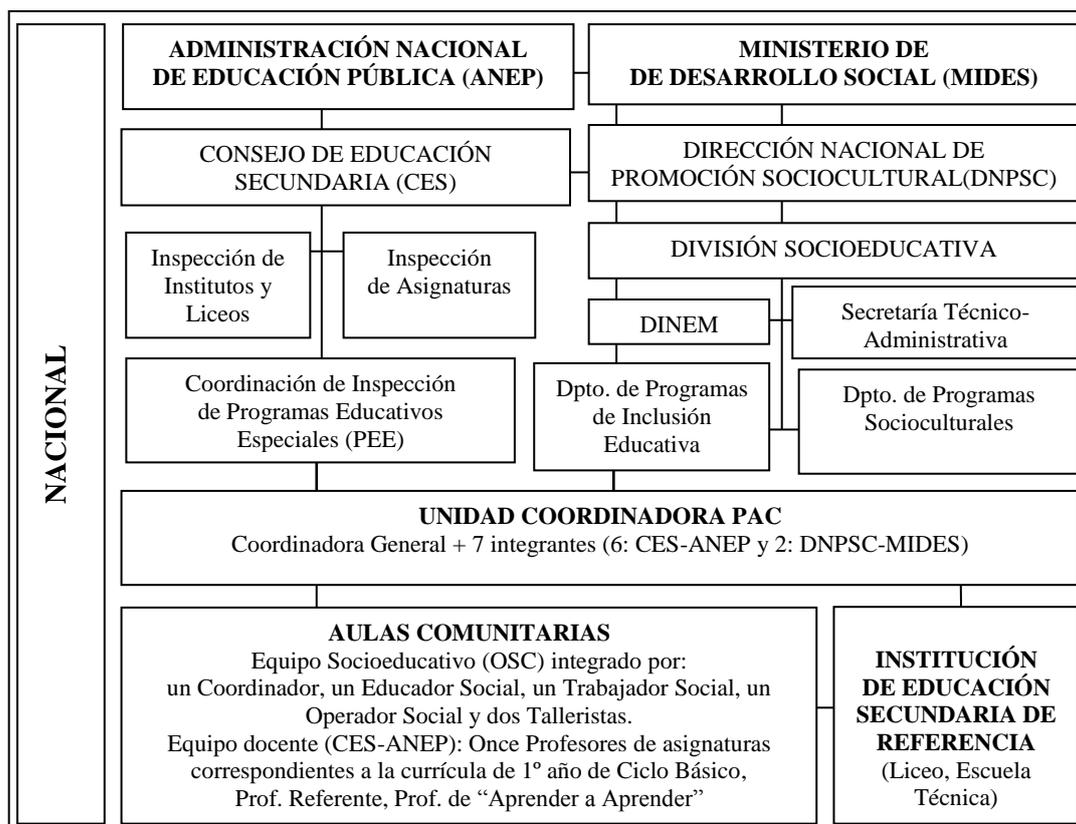 NACIONAL
ADMINISTRACIÓN NACIONAL
DE EDUCACIÓN PÚBLICA (ANEP)
MINISTERIO DE
DE DESARROLLO SOCIAL (MIDES)
CONSEJO DE EDUCACIÓN
SECUNDARIA (CES)
DIRECCIÓN NACIONAL DE
PROMOCIÓN SOCIOCULTURAL(DNPSC)
Inspección de
Institutos y
Liceos
Inspección
de Asignaturas
DIVISIÓN SOCIOEDUCATIVA
DINEM
Secretaría Técnico-
Administrativa
Coordinación de Inspección
de Programas Educativos
Especiales (PEE)
Dpto. de Programas
de Inclusión
Educativa
Dpto. de Programas
Socioculturales
UNIDAD COORDINADORA PAC
Coordinadora General + 7 integrantes (6: CES-ANEP y 2: DNPSC-MIDES)
AULAS COMUNITARIAS
Equipo Socioeducativo (OSC) integrado por:
un Coordinador, un Educador Social, un Trabajador Social, un
Operador Social y dos Talleristas.
Equipo docente (CES-ANEP): Once Profesores de asignaturas
correspondientes a la currícula de 1º año de Ciclo Básico,
Prof. Referente, Prof. de “Aprender a Aprender”
INSTITUCIÓN
DE EDUCACIÓN
SECUNDARIA DE
REFERENCIA
(Liceo, Escuela
Técnica)